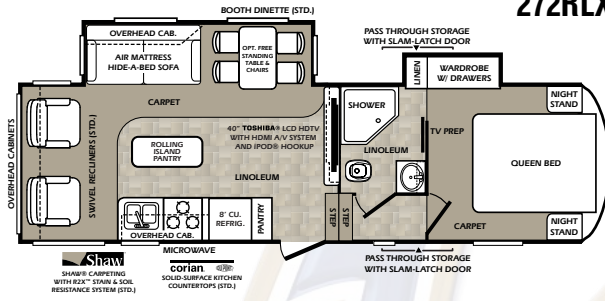 272RLX
BOOTH DINETTE (STD.)
PASS THROUGH STORAGE
WITH SLAM-LATCH DOOR
OVERHEAD CAB.
AIR MATTRESS
HIDE-A-BED SOFA
OPT. FREE
STANDING
TABLE &
CHAIRS
LINEN
WARDROBE
W/ DRAWERS
OVERHEAD CABINETS
SWIVEL RECLINERS (STD.)
CARPET
SHOWER
NIGHT
STAND
40" TOSHIBA® LCD HDTV
WITH HDMI A/V SYSTEM
AND IPOD® HOOKUP
TV PREP
ROLLING
ISLAND
PANTRY
LINOLEUM
LINOLEUM
QUEEN BED
8' CU.
REFRIG.
PANTRY
STEP
STEP
OVERHEAD CAB.
CARPET
NIGHT
STAND
MICROWAVE
Shaw
SHAW® CARPETING
WITH R2X™ STAIN & SOIL
RESISTANCE SYSTEM (STD.)
corian.
SOLID-SURFACE KITCHEN
COUNTERTOPS (STD.)
PASS THROUGH STORAGE
WITH SLAM-LATCH DOOR